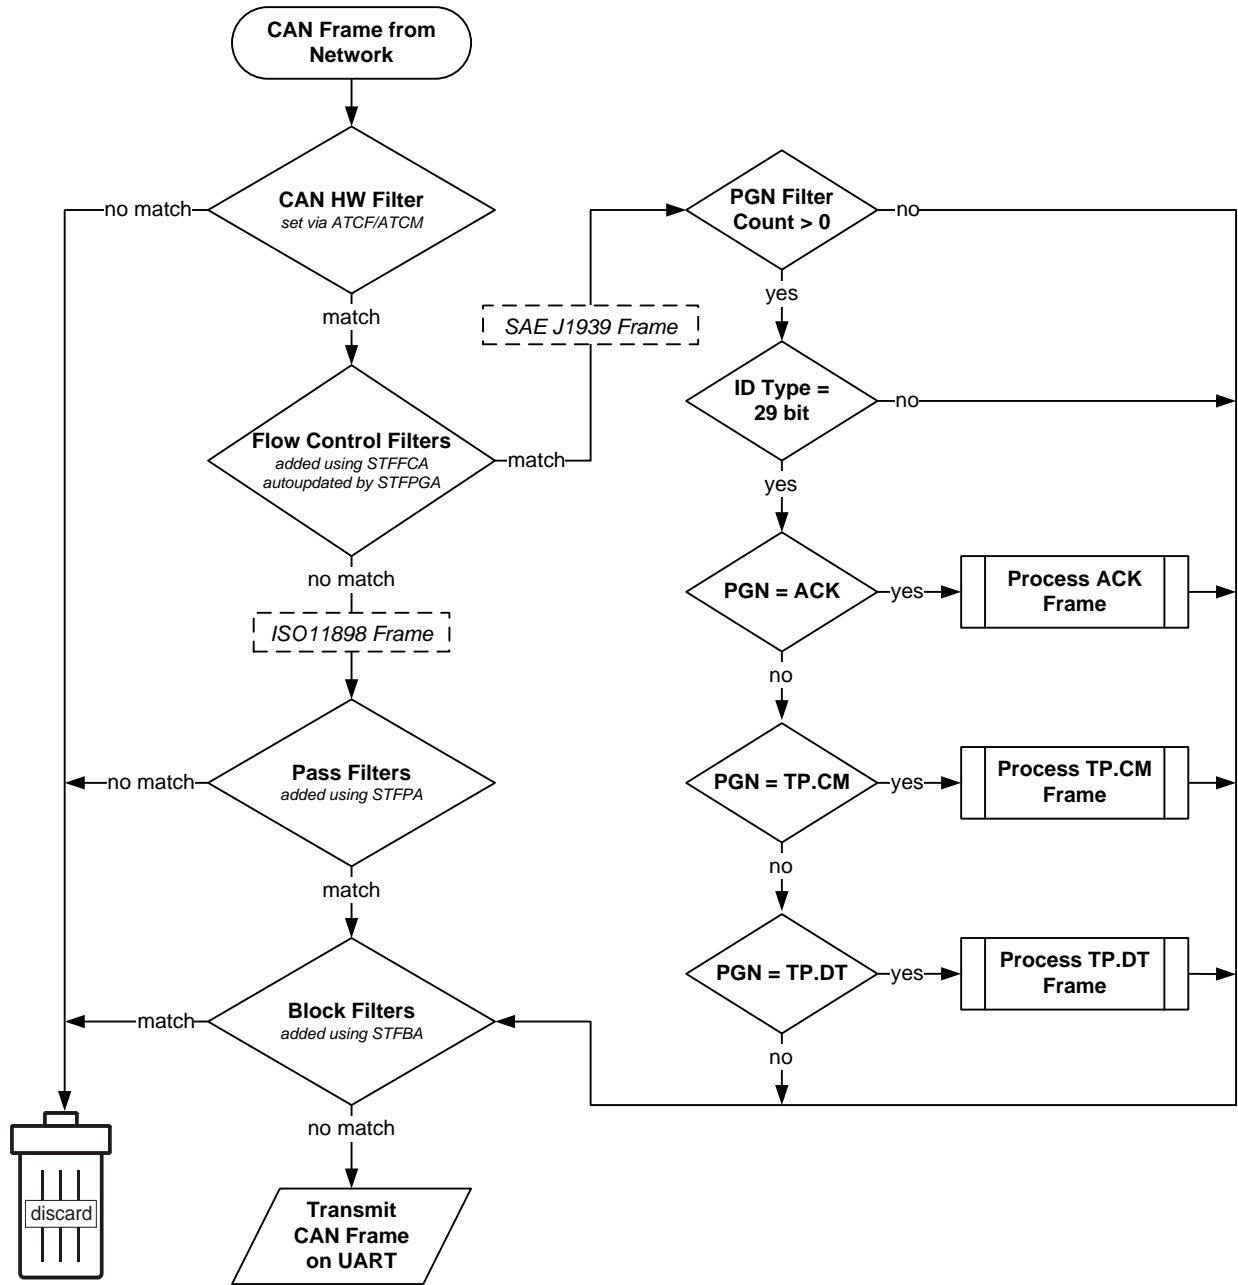 CAN Frame from
Network
CAN HW Filter
set via ATCF/ATCM
no match
match
Flow Control Filters
added using STFFCA
autoupdated by STFPGA
match
SAE J1939 Frame
no match
ISO11898 Frame
Pass Filters
added using STFPA
no match
match
Block Filters
added using STFBA
match
no match
discard
Transmit
CAN Frame
on UART
PGN Filter
Count > 0
no
yes
ID Type =
29 bit
no
yes
PGN = ACK
yes
Process ACK
Frame
no
PGN = TP.CM
yes
Process TP.CM
Frame
no
PGN = TP.DT
yes
Process TP.DT
Frame
no